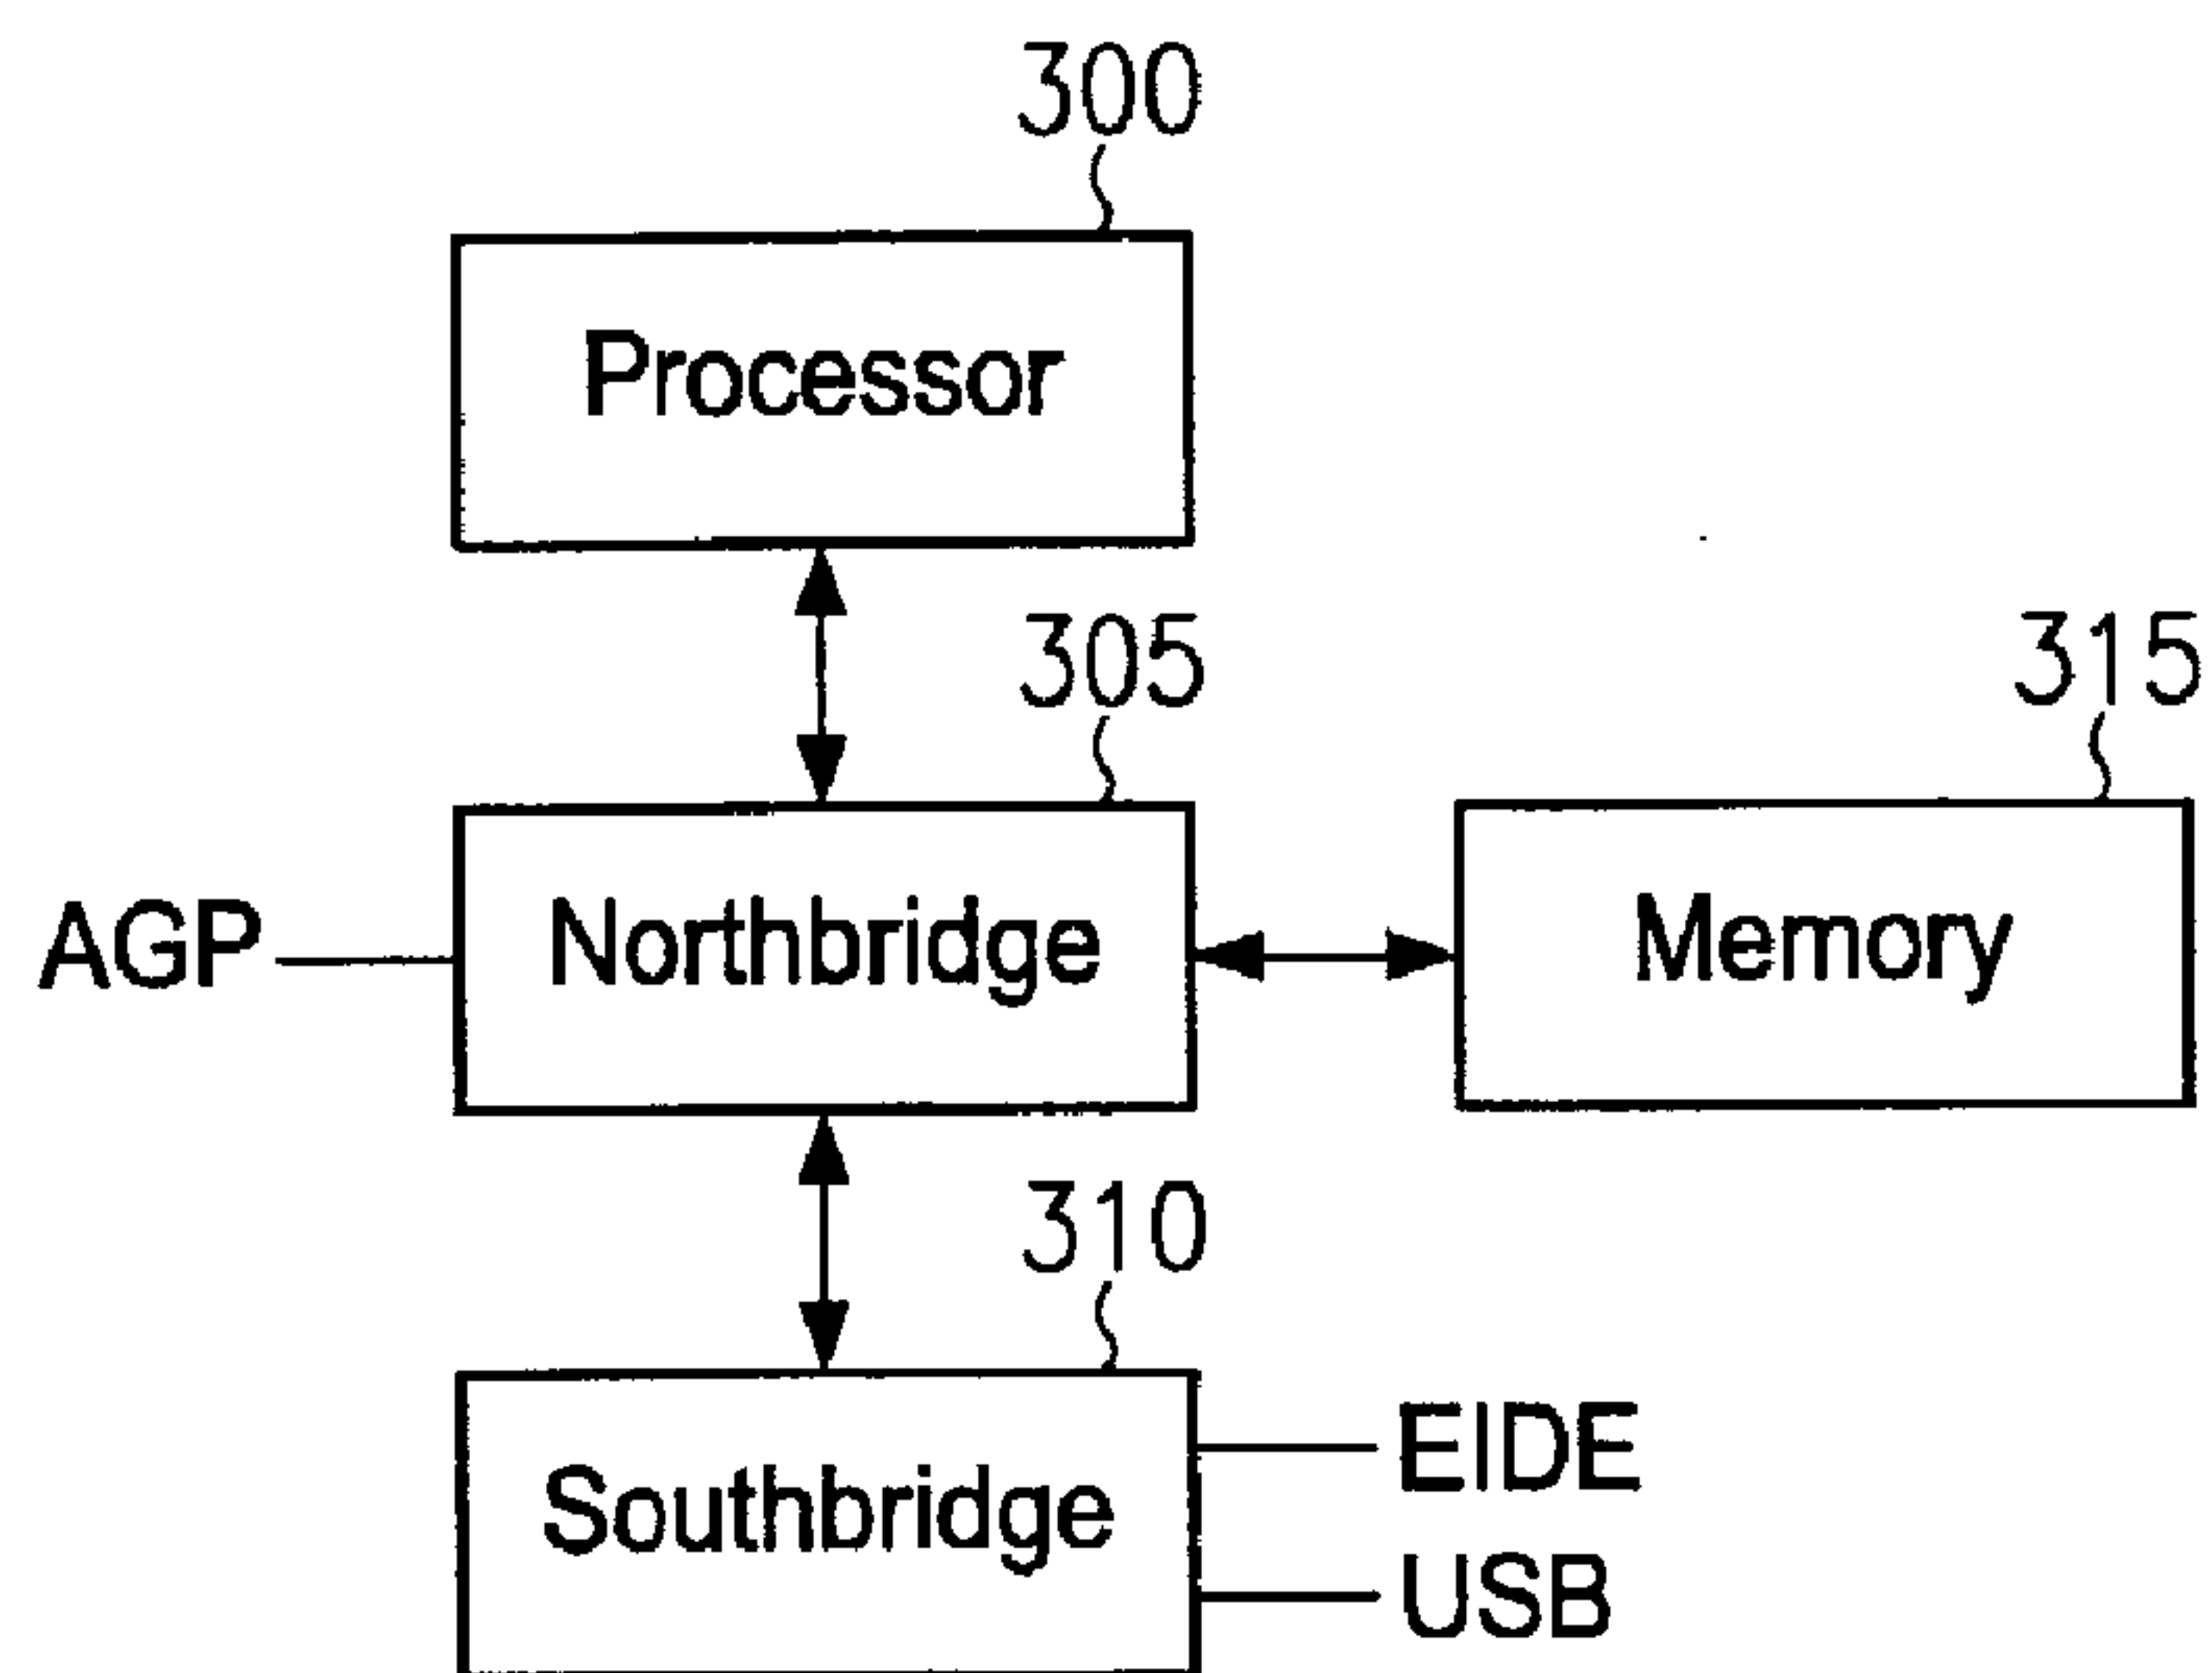 300
Processor
305
315
AGP
Northbridge
Memory
310
Southbridge
EIDE
USB